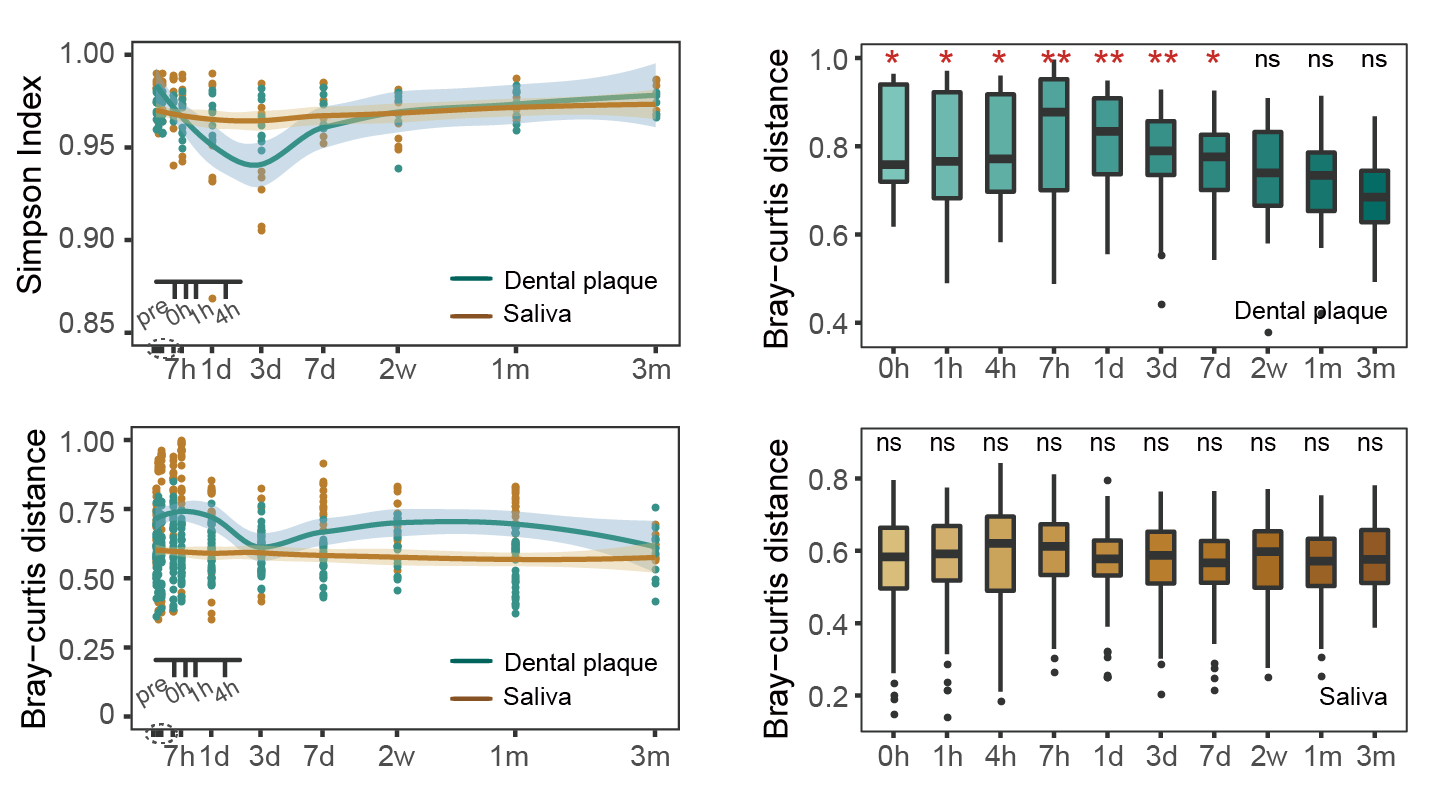 Simpson Index
1.00
0.95
0.90
0.85
pre 0h 1h 4h
Dental plaque
Saliva
7h 1d 3d 7d 2w 1m 3m
Bray−curtis distance
1.0
0.8
0.6
0.4
* * * ** ** ** * ns ns ns
Dental plaque
0h 1h 4h 7h 1d 3d 7d 2w 1m 3m
Bray−curtis distance
1.00
0.75
0.50
0.25
0
pre 0h 1h 4h
Dental plaque
Saliva
7h 1d 3d 7d 2w 1m 3m
Bray−curtis distance
0.8
0.6
0.4
0.2
ns ns ns ns ns ns ns ns ns ns
Saliva
0h 1h 4h 7h 1d 3d 7d 2w 1m 3m